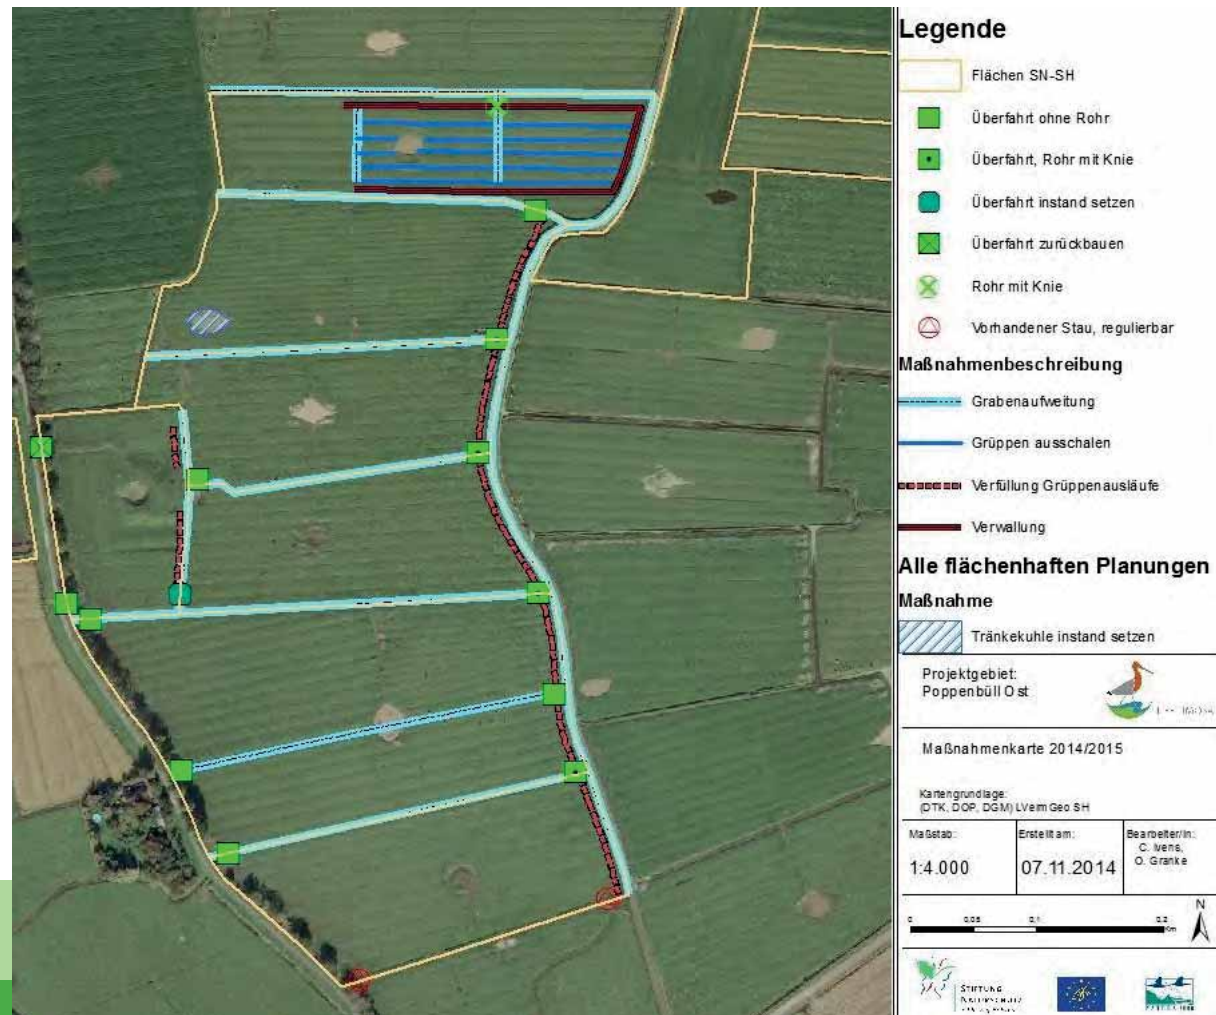 Legende
Flächen SN-SH
Überfahrt ohne Rohr
Überfahrt, Rohr mit Knie
Überfahrt instand setzen
Überfahrt zurückbauen
Rohr mit Knie
Vorhandener Stau, regulierbar
Maßnahmenbeschreibung
Grabenaufweitung
Grüppen ausschalen
Verfüllung Grüppenausläufe
Verwallung
Alle flächenhaften Planungen
Maßnahme
Tränkekuhle instand setzen
Projektgebiet:
Poppenbüll Ost
Maßnahmenkarte 2014/2015
Kartengrundlage:
(DTK, DOP, DGM) LVermGeo SH
Maßstab:
1:4.000
Erstellt am:
07.11.2014
Bearbeiter/in:
C. Ivens,
O. Granke
N
0 0,05 0,1 0,2
Km
STIFTUNG
NATURSCHUTZ